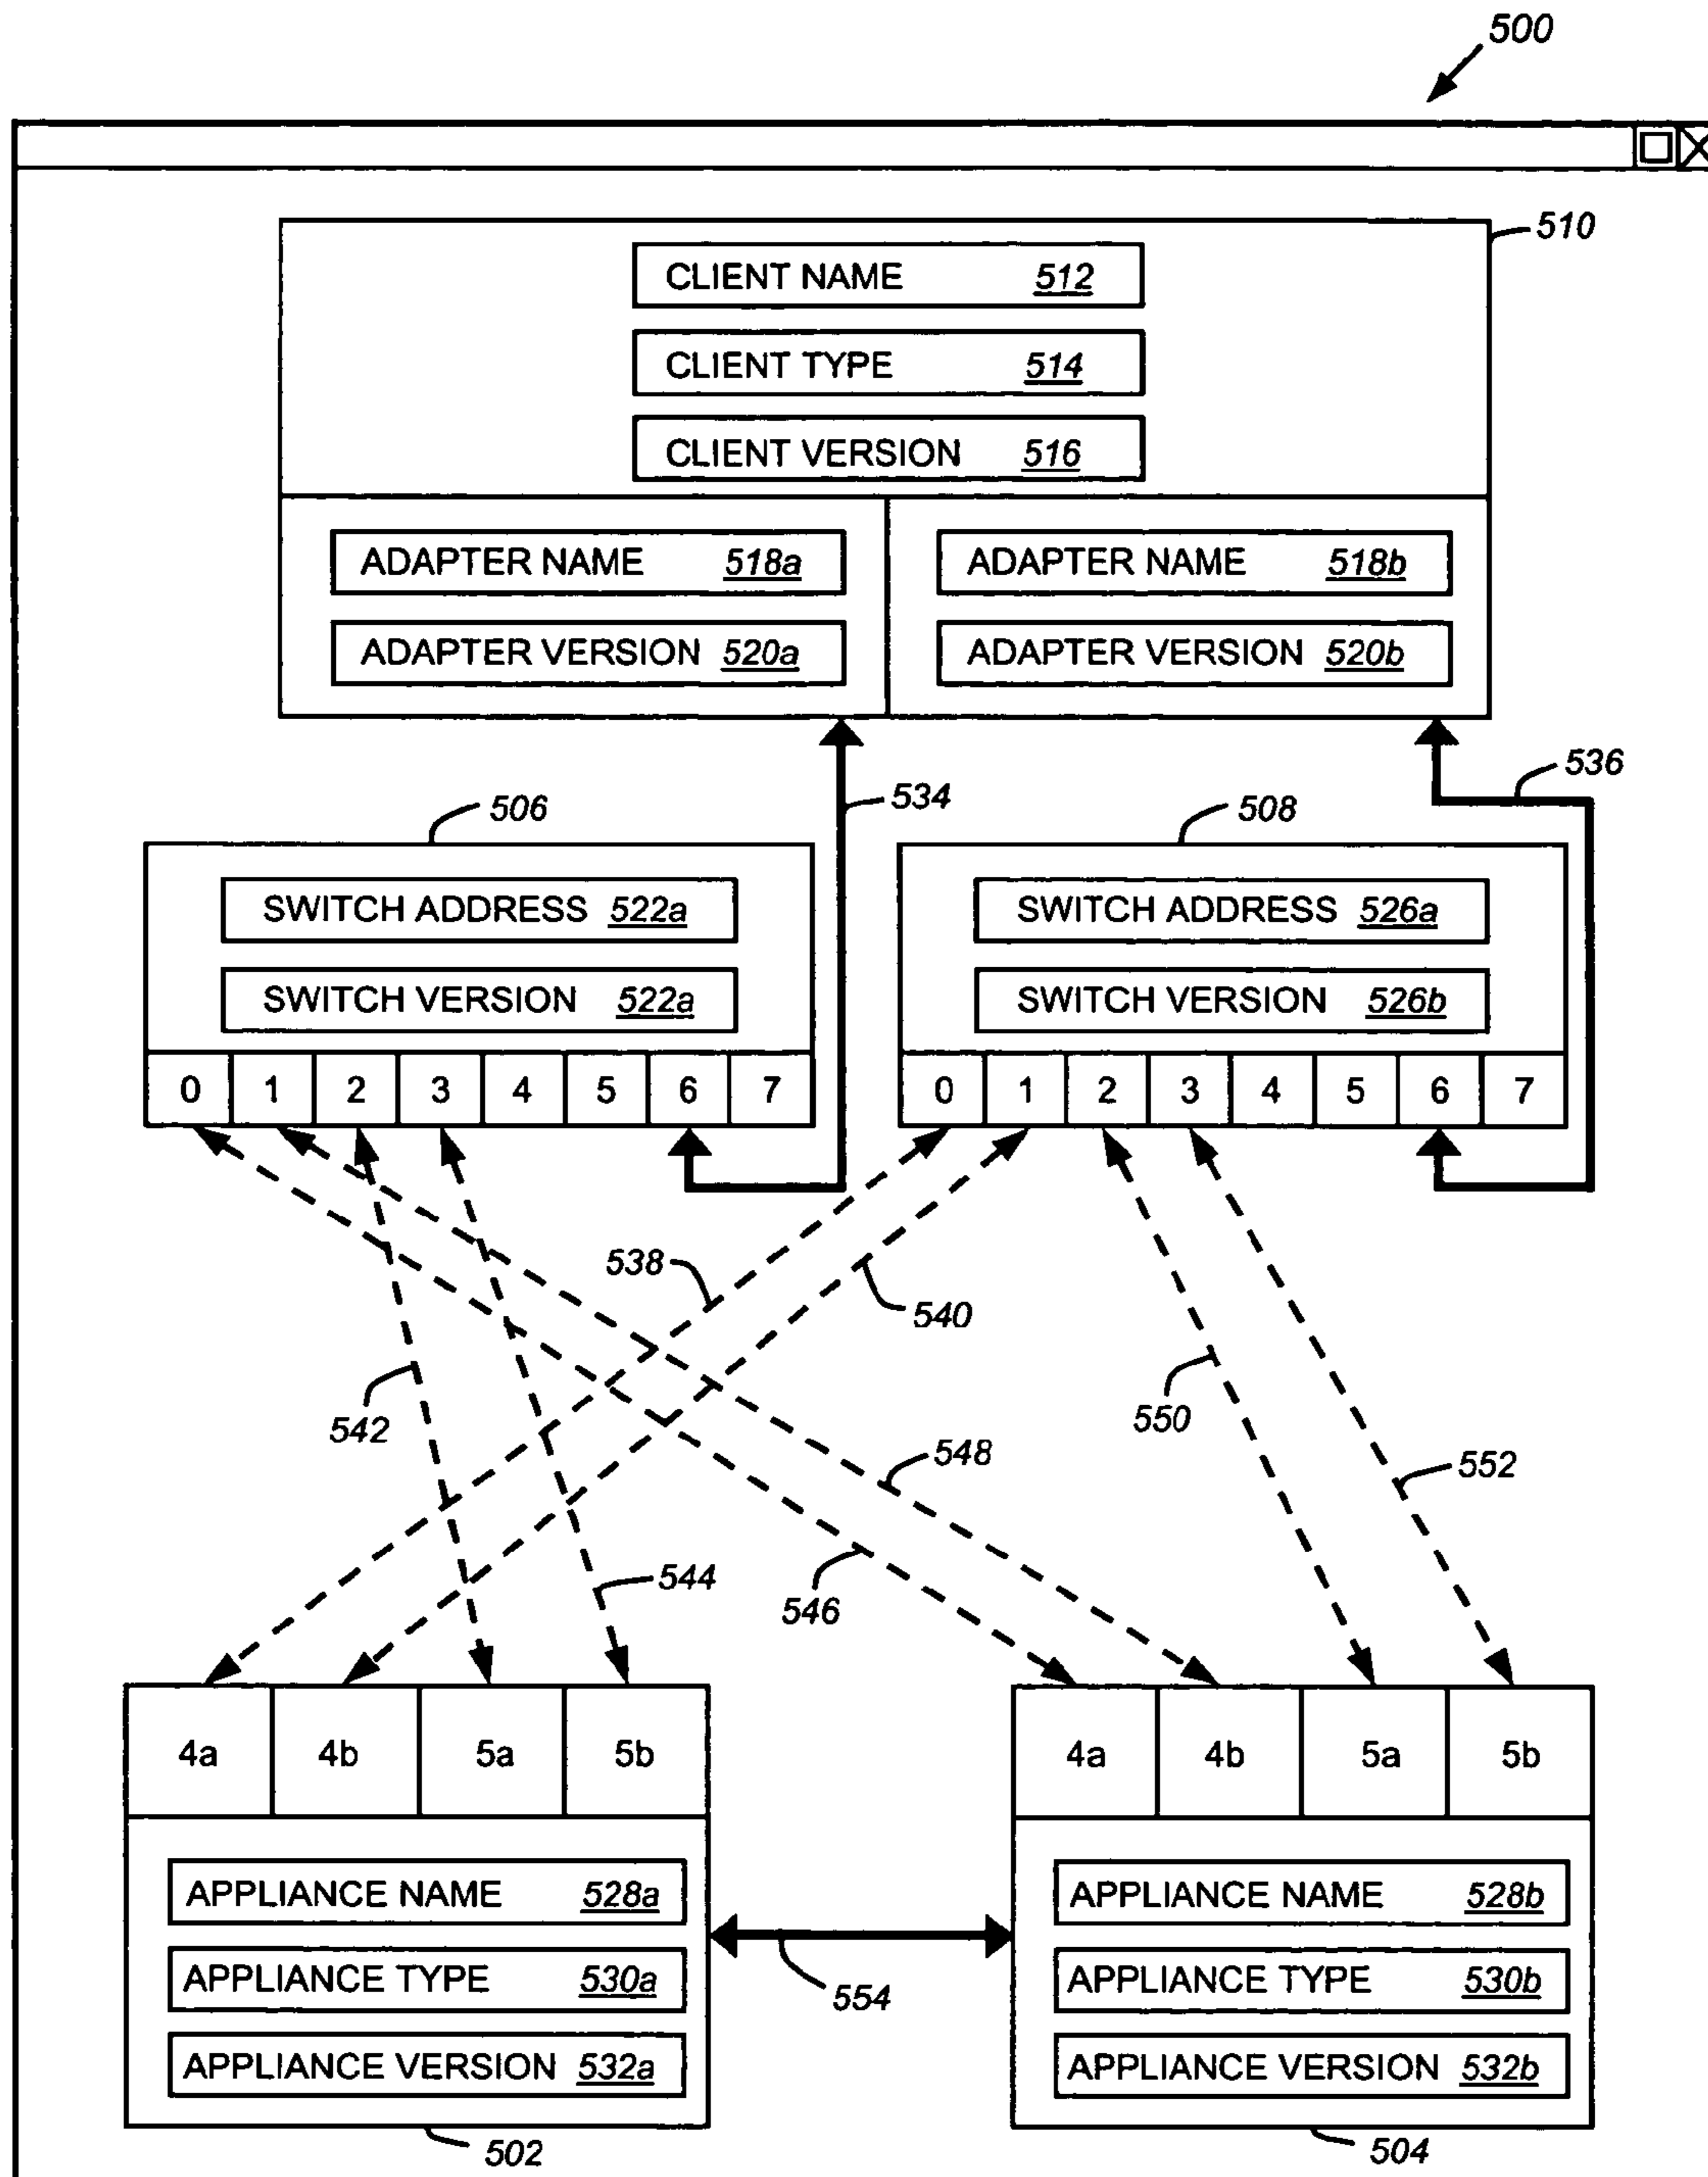 500
510
CLIENT NAME 512
CLIENT TYPE 514
CLIENT VERSION 516
ADAPTER NAME 518a
ADAPTER NAME 518b
ADAPTER VERSION 520a
ADAPTER VERSION 520b
536
534
506
508
SWITCH ADDRESS 522a
SWITCH ADDRESS 526a
SWITCH VERSION 522a
SWITCH VERSION 526b
0 1 2 3 4 5 6 7
0 1 2 3 4 5 6 7
538
540
542
550
548
552
544
546
4a 4b 5a 5b
4a 4b 5a 5b
APPLIANCE NAME 528a
APPLIANCE NAME 528b
APPLIANCE TYPE 530a
APPLIANCE TYPE 530b
554
APPLIANCE VERSION 532a
APPLIANCE VERSION 532b
502
504